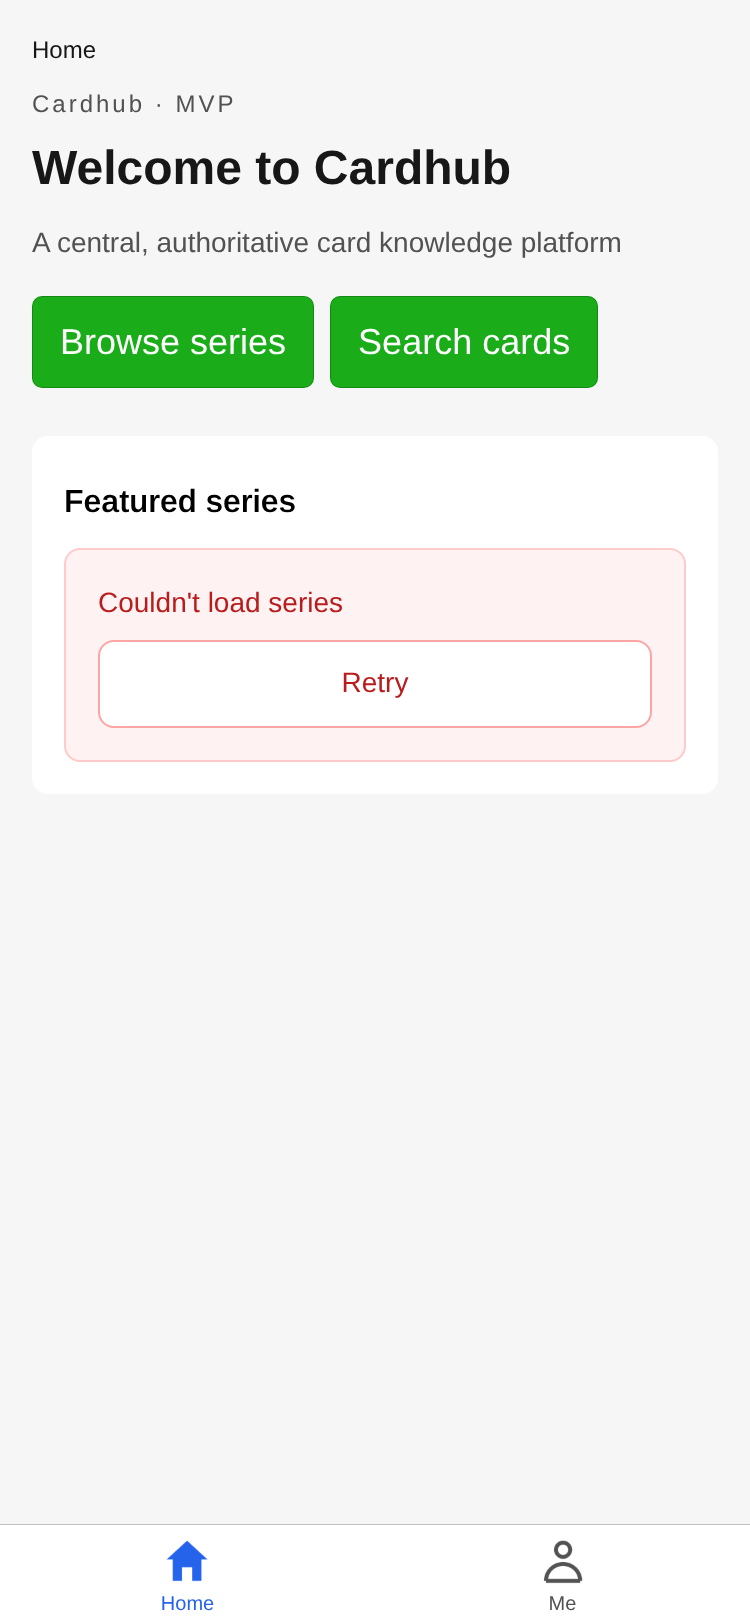 Home
Cardhub · MVP
Welcome to Cardhub
A central, authoritative card knowledge platform
Browse series Search cards
Featured series
Couldn't load series
Retry
Home Me